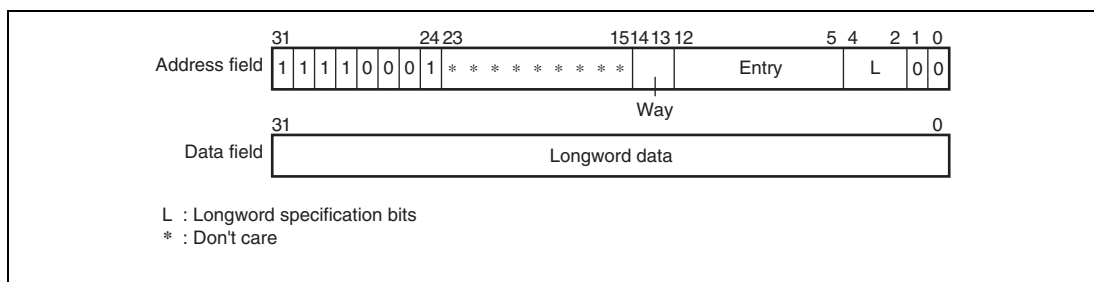 31 24 23 15 14 13 12 5 4 2 1 0
Address field 1 1 1 1 0 0 0 1 * * * * * * * * * Entry L 0 0
Way
31 0
Data field Longword data
L : Longword specification bits
* : Don't care